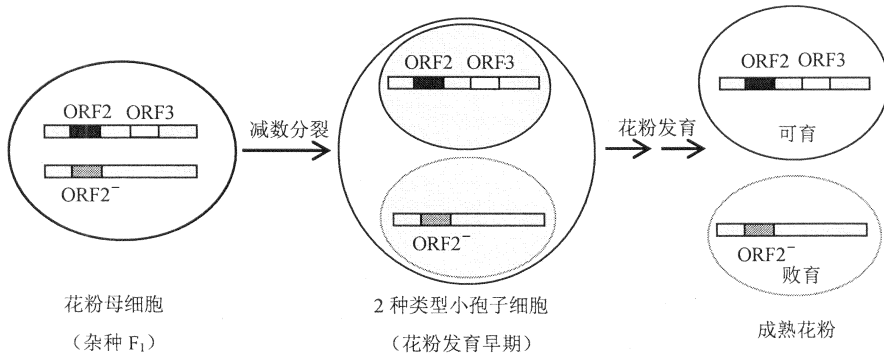 ORF2 ORF3
ORF2⁻
花粉母细胞
（杂种 F₁）
减数分裂
ORF2 ORF3
ORF2⁻
2 种类型小孢子细胞
（花粉发育早期）
花粉发育
ORF2 ORF3
可育
ORF2⁻
败育
成熟花粉